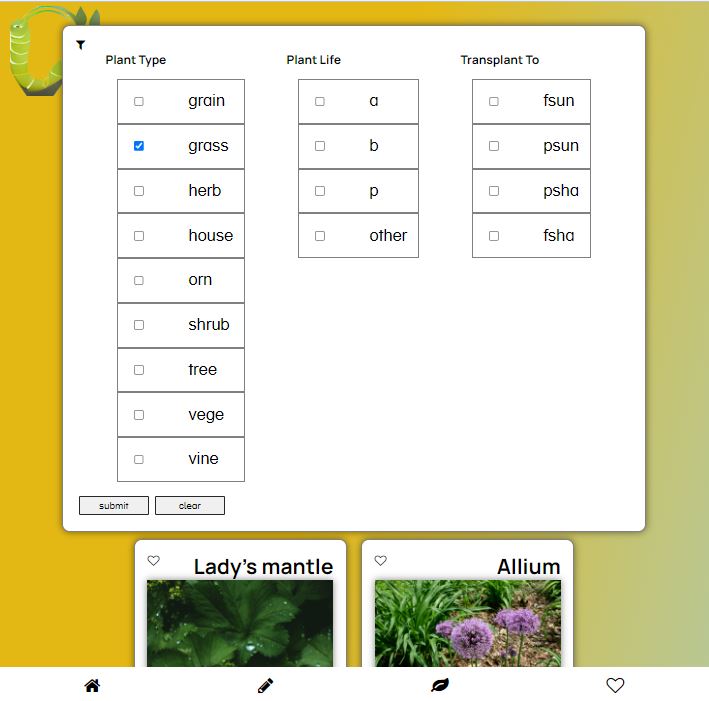 Plant Type
grain
grass
herb
house
orn
shrub
tree
vege
vine
Plant Life
a
b
p
other
Transplant To
fsun
psun
psha
fsha
submit
clear
Lady's mantle
Allium